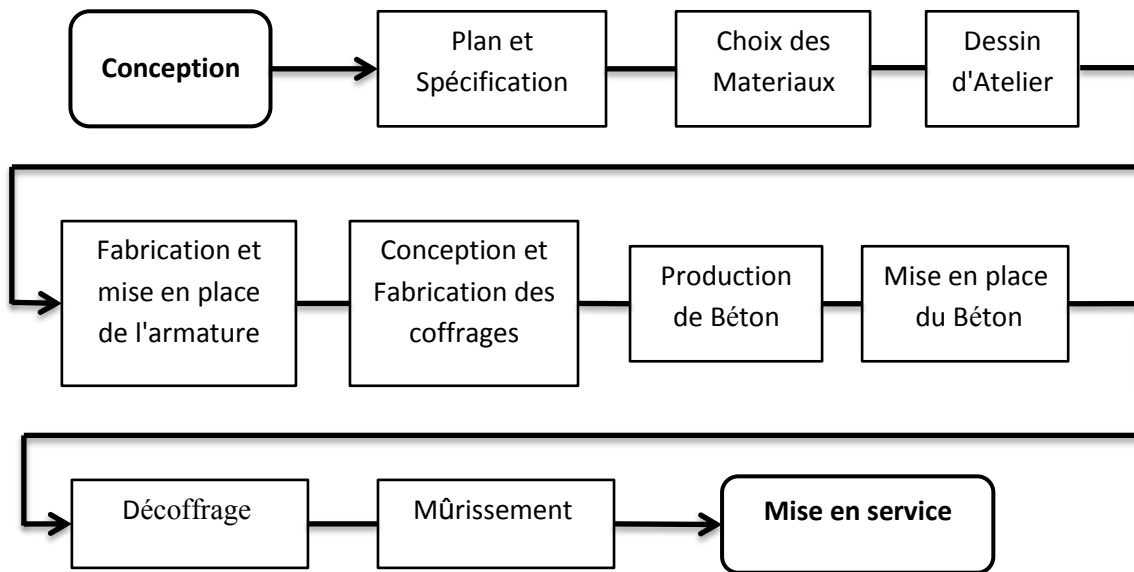 Conception
Plan et
Spécification
Choix des
Materiaux
Dessin
d'Atelier
Fabrication et
mise en place
de l'armature
Conception et
Fabrication des
coffrages
Production
de Béton
Mise en place
du Béton
Décoffrage
Mûrissement
Mise en service